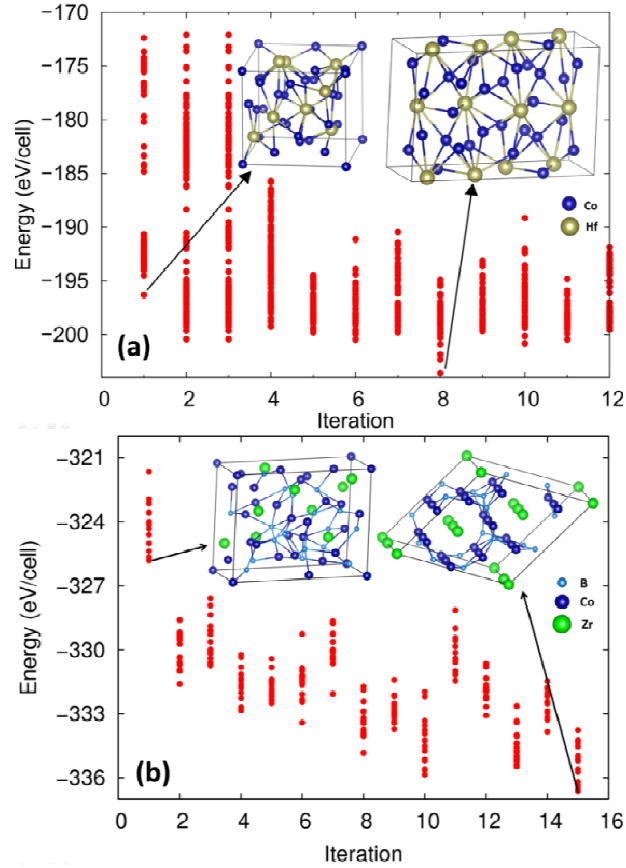 −170
−175
−180
−185
−190
−195
−200
Energy (eV/cell)
Co
Hf
(a)
0 2 4 6 8 10 12
Iteration
−321
−324
−327
−330
−333
−336
Energy (eV/cell)
B
Co
Zr
(b)
0 2 4 6 8 10 12 14 16
Iteration